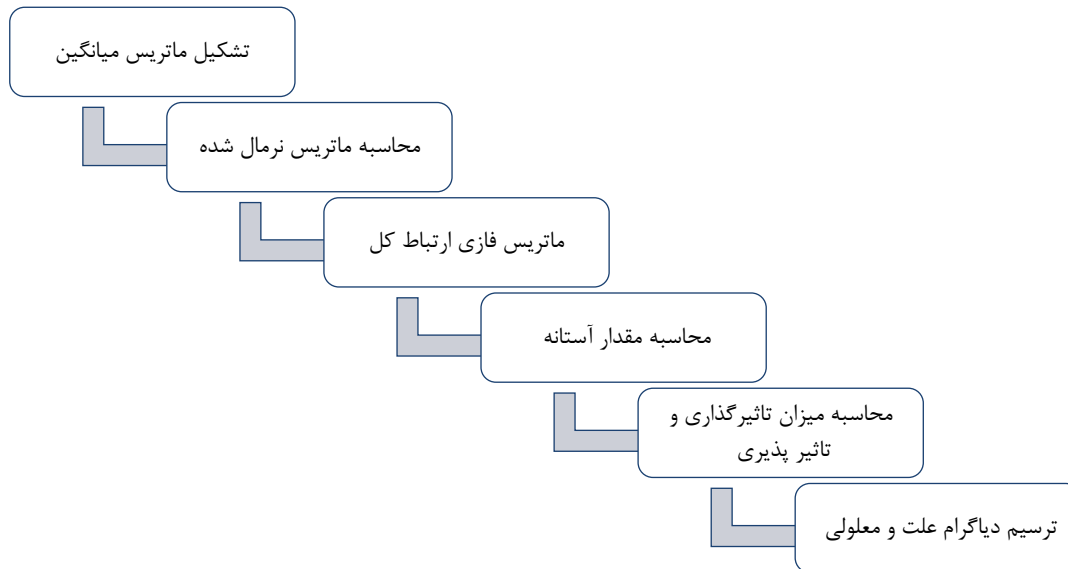 تشکیل ماتریس میانگین
محاسبه ماتریس نرمال شده
ماتریس فازی ارتباط کل
محاسبه مقدار آستانه
محاسبه میزان تاثیرگذاری و
تاثیر پذیری
ترسیم دیاگرام علت و معلولی